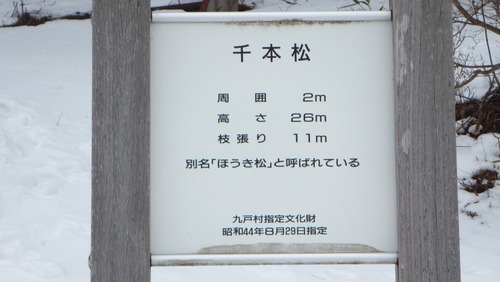 千本松
周囲 2m
高さ 26m
枝張り 11m
別名「ほうき松」と呼ばれている
九戸村指定文化財
昭和44年8月29日指定